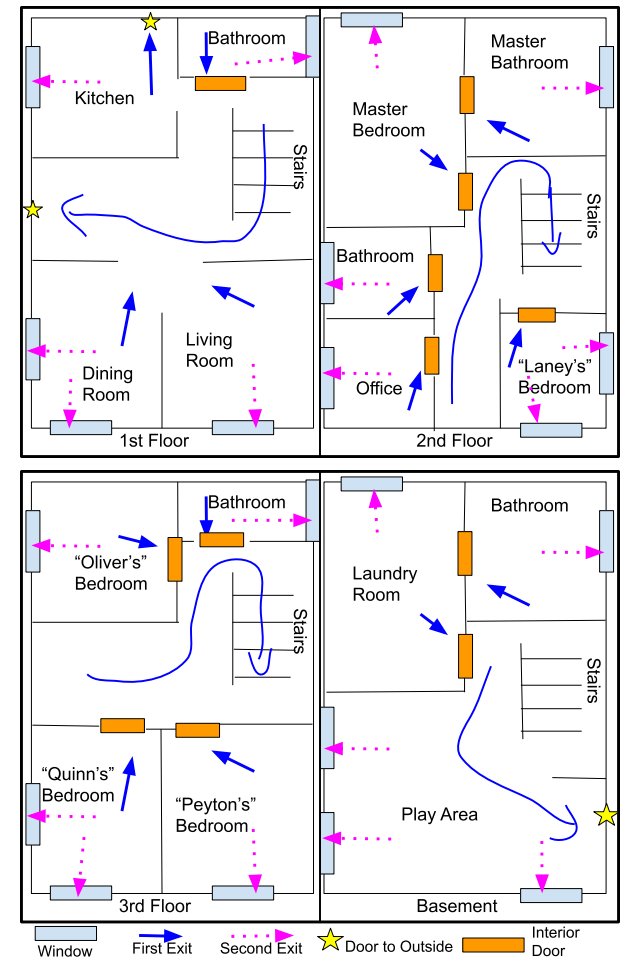 Bathroom
Kitchen
Stairs
Living
Room
Dining
Room
1st Floor
Master
Bathroom
Master
Bedroom
Stairs
Bathroom
Office
“Laney’s”
Bedroom
2nd Floor
Bathroom
“Oliver’s”
Bedroom
Stairs
“Quinn’s”
Bedroom
“Peyton’s”
Bedroom
3rd Floor
Bathroom
Laundry
Room
Stairs
Play Area
Basement
Window
First Exit
Second Exit
Door to Outside
Interior
Door